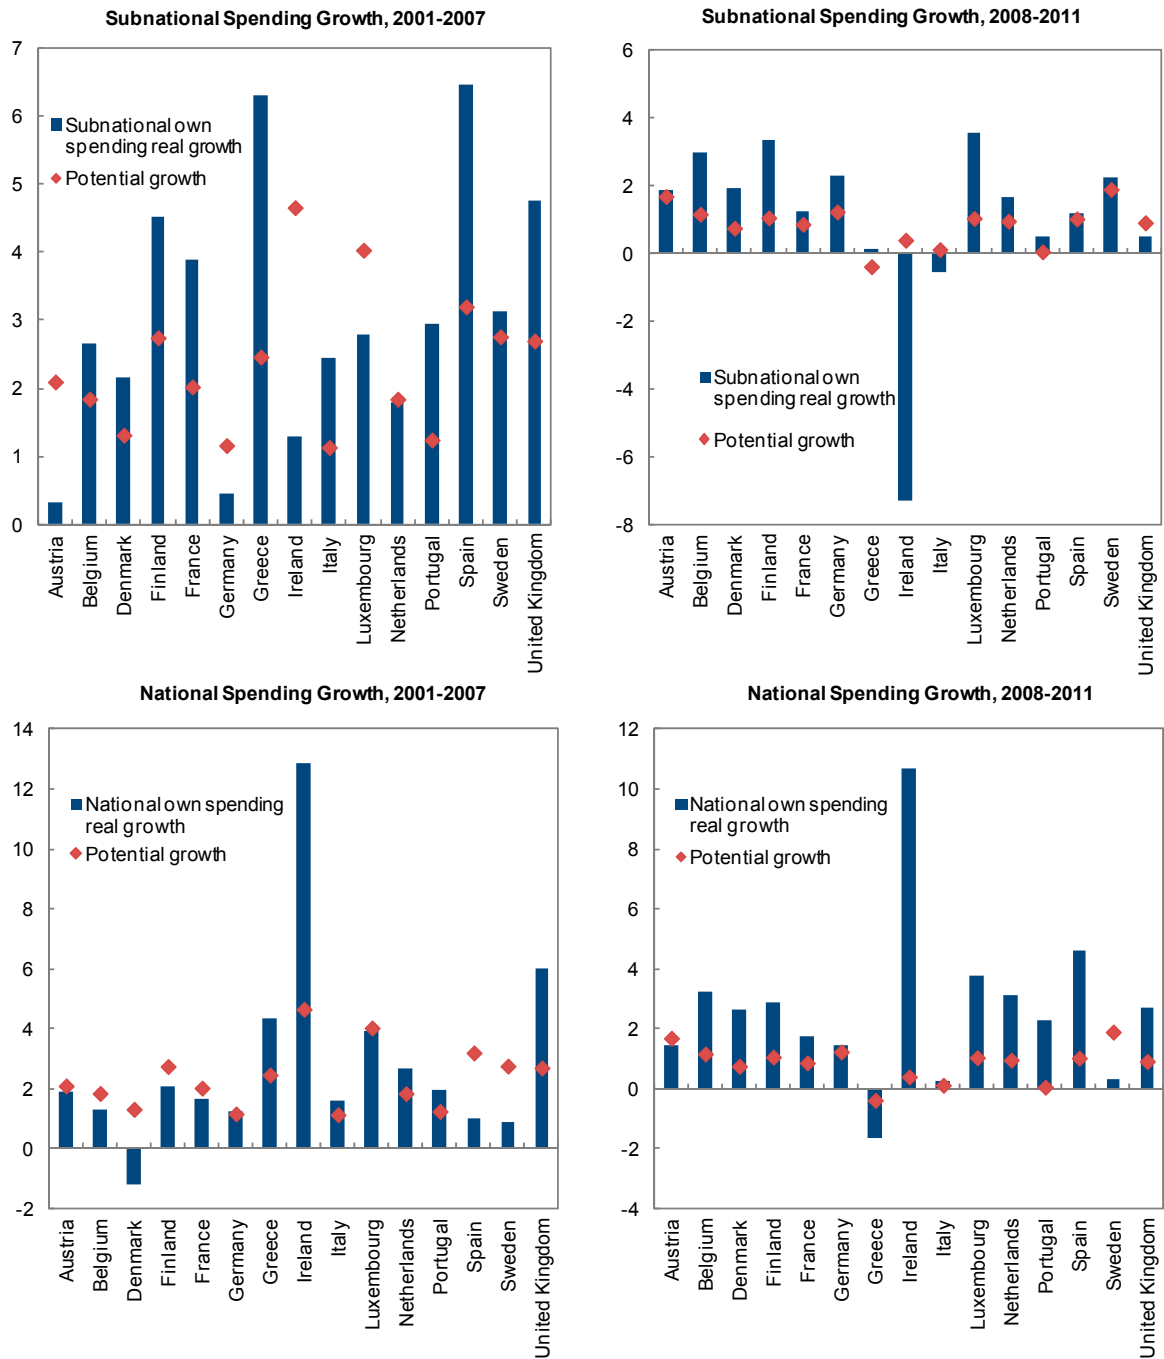 Subnational Spending Growth, 2001-2007
7
6
5
4
3
2
1
0
Subnational own
spending real growth
Potential growth
Austria
Belgium
Denmark
Finland
France
Germany
Greece
Ireland
Italy
Luxembourg
Netherlands
Portugal
Spain
Sweden
United Kingdom
Subnational Spending Growth, 2008-2011
6
4
2
0
-2
-4
-6
-8
Subnational own
spending real growth
Potential growth
Austria
Belgium
Denmark
Finland
France
Germany
Greece
Ireland
Italy
Luxembourg
Netherlands
Portugal
Spain
Sweden
United Kingdom
National Spending Growth, 2001-2007
14
12
10
8
6
4
2
0
-2
National own spending
real growth
Potential growth
Austria
Belgium
Denmark
Finland
France
Germany
Greece
Ireland
Italy
Luxembourg
Netherlands
Portugal
Spain
Sweden
United Kingdom
National Spending Growth, 2008-2011
12
10
8
6
4
2
0
-2
-4
National own spending
real growth
Potential growth
Austria
Belgium
Denmark
Finland
France
Germany
Greece
Ireland
Italy
Luxembourg
Netherlands
Portugal
Spain
Sweden
United Kingdom